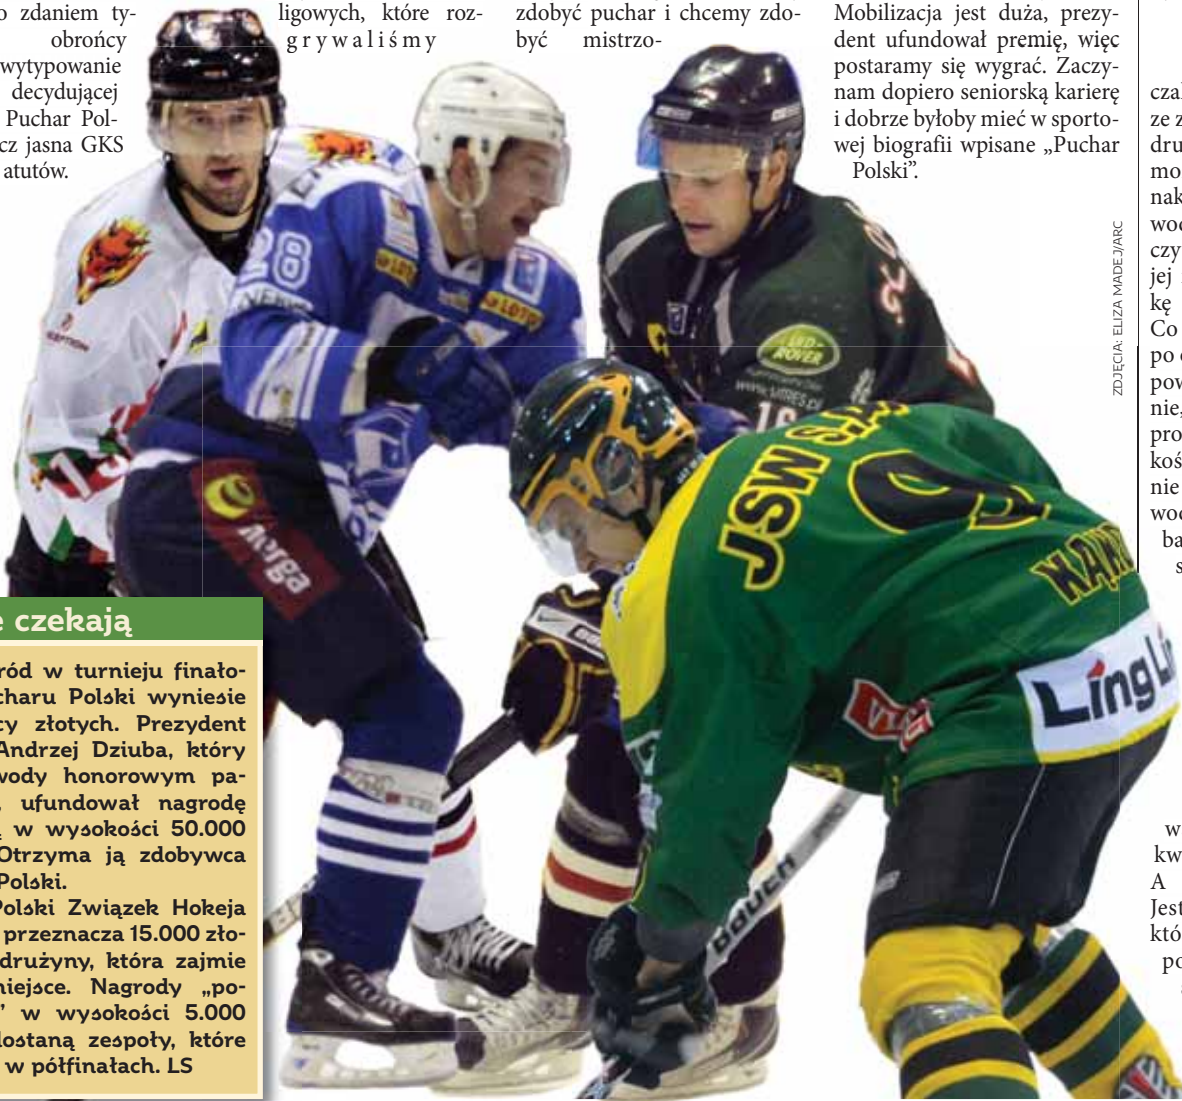 o zdaniem ty-
obrońcy
wytypowanie
decydującej
Puchar Pol-
cz jasna GKS
atutów.
ligowych, które roz-
grywaliśmy
zdobyć puchar i chcemy zdo-
być mistrzo-
Mobilizacja jest duża, prezy-
dent ufundował premię, więc
postaramy się wygrać. Zaczy-
nam dopiero seniorską karierę
i dobrze byłoby mieć w sporto-
wej biografii wpisane „Puchar
Polski”.
ZDJĘCIA: ELIZA MADEJ/ARC
czal
ze z
dru
mo
nak
woc
czy
jej
kę
Co
po
pow
nie,
pro
koś
nie
woc
ba
s
w
kw
A
Jest
któ
po
28
LOTTO
ROVER
JSW
9
Ling Li
BAUER
e czekają
ród w turnieju finało-
charu Polski wyniesie
cy złotych. Prezydent
Andrzej Dziuba, który
wody honorowym pa-
ufundował nagrodę
w wysokości 50.000
Otrzyma ją zdobywca
Polski.
Polski Związek Hokeja
przeznacza 15.000 zło-
drużyny, która zajmie
miejsce. Nagrody „po-
” w wysokości 5.000
dostaną zespoły, które
w półfinałach. LS